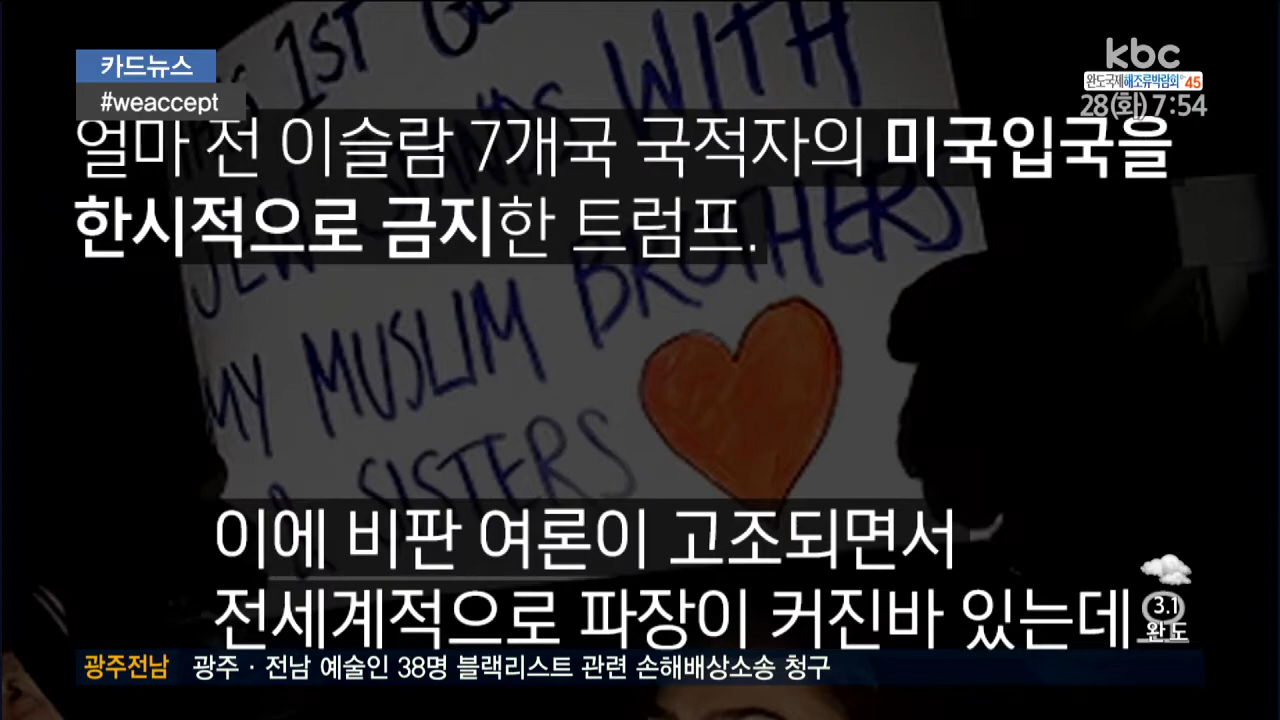 카드뉴스
#weaccept
kbc
완도국제해조류박람회 45
28(화) 7:54
1ST
얼마 전 이슬람 7개국 국적자의 미국입국을
한시적으로 금지한 트럼프.
JEW STANDS WITH
MY MUSLIM BROTHERS
& SISTERS
이에 비판 여론이 고조되면서
전세계적으로 파장이 커진바 있는데
3.1
완도
광주전남 광주·전남 예술인 38명 블랙리스트 관련 손해배상소송 청구